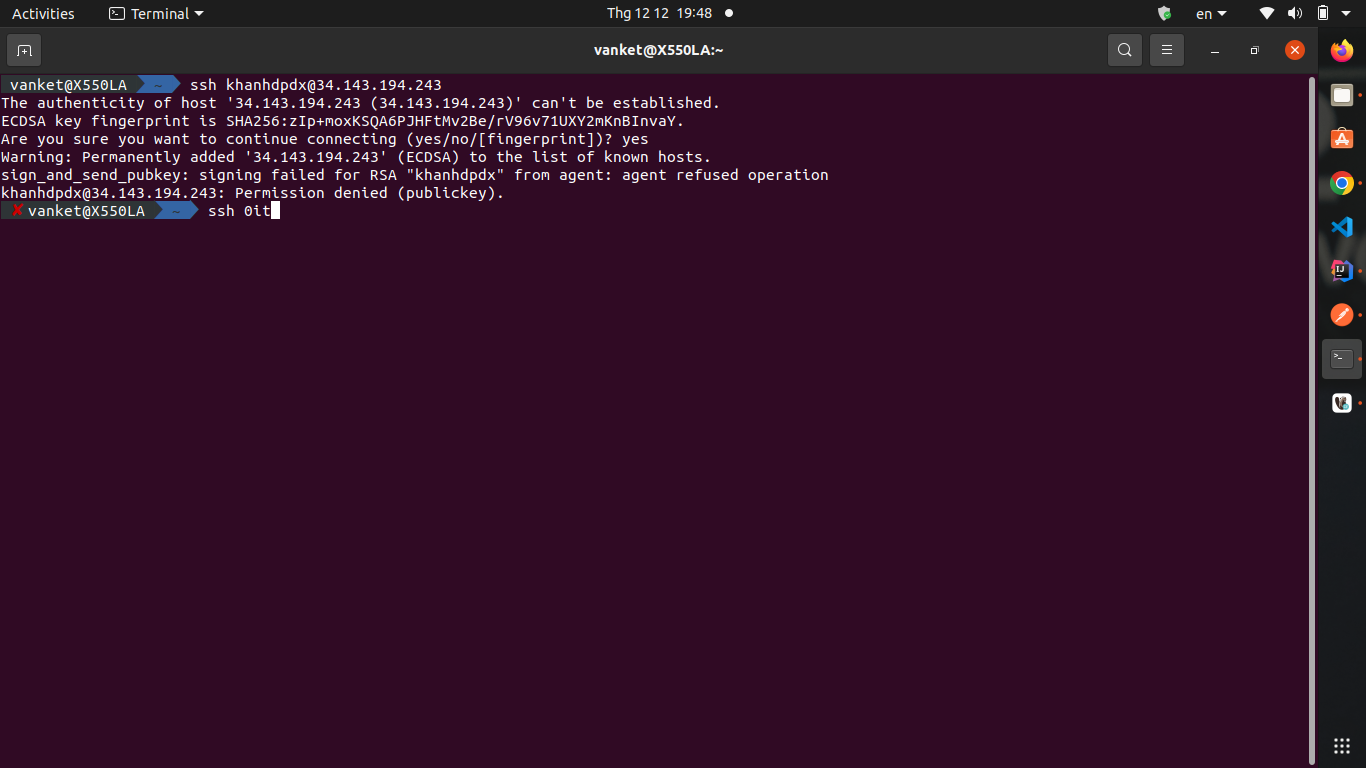 Activities
Terminal
Thg 12 12 19:48
en
vanket@X550LA:~
vanket@X550LA ~ ssh khanhdpdx@34.143.194.243
The authenticity of host '34.143.194.243 (34.143.194.243)' can't be established.
ECDSA key fingerprint is SHA256:zIp+moxKSQA6PJHFtMv2Be/rV96v71UXY2mKnBInvaY.
Are you sure you want to continue connecting (yes/no/[fingerprint])? yes
Warning: Permanently added '34.143.194.243' (ECDSA) to the list of known hosts.
sign_and_send_pubkey: signing failed for RSA "khanhdpdx" from agent: agent refused operation
khanhdpdx@34.143.194.243: Permission denied (publickey).
✘ vanket@X550LA ~ ssh 0it
IJ